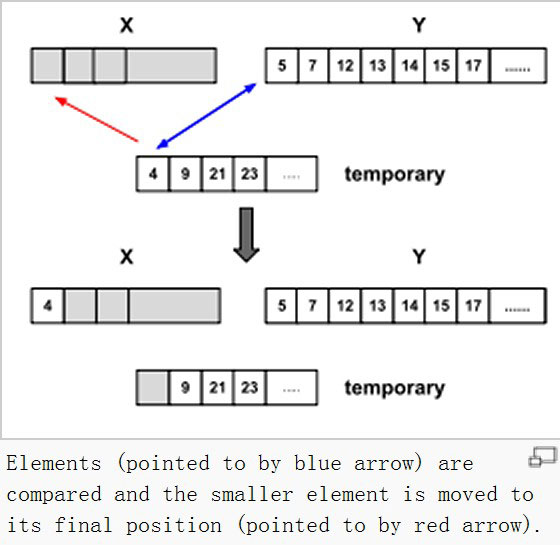 X Y
5 7 12 13 14 15 17 ......
4 9 21 23 .... temporary
X Y
4 5 7 12 13 14 15 17 ......
9 21 23 .... temporary
Elements (pointed to by blue arrow) are
compared and the smaller element is moved to
its final position (pointed to by red arrow).